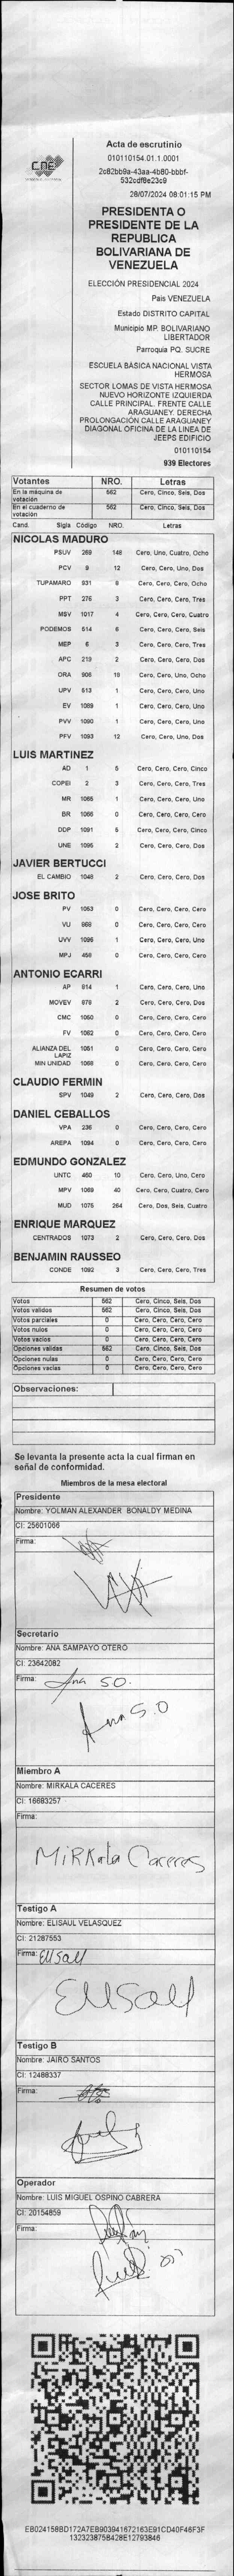 CNE
Acta de escrutinio
010110154.01.1.0001
2c82bb9a-43aa-4b80-bbbf-
532cdf8e23c9
28/07/2024 08:01:15 PM
PRESIDENTA O
PRESIDENTE DE LA
REPUBLICA
BOLIVARIANA DE
VENEZUELA
ELECCIÓN PRESIDENCIAL 2024
Pais VENEZUELA
Estado DISTRITO CAPITAL
Municipio MP. BOLIVARIANO
LIBERTADOR
Parroquia PQ. SUCRE
ESCUELA BÁSICA NACIONAL VISTA
HERMOSA
SECTOR LOMAS DE VISTA HERMOSA
NUEVO HORIZONTE IZQUIERDA
CALLE PRINCIPAL. FRENTE CALLE
ARAGUANEY. DERECHA
PROLONGACIÓN CALLE ARAGUANEY
DIAGONAL OFICINA DE LA LINEA DE
JEEPS EDIFICIO
010110154
939 Electores
Votantes NRO. Letras
En la máquina de votación 562 Cero, Cinco, Seis, Dos
En el cuaderno de votación 562 Cero, Cinco, Seis, Dos
Cand. Sigla Código NRO. Letras
NICOLAS MADURO
PSUV 269 148 Cero, Uno, Cuatro, Ocho
PCV 9 12 Cero, Cero, Uno, Dos
TUPAMARO 931 8 Cero, Cero, Cero, Ocho
PPT 276 3 Cero, Cero, Cero, Tres
MSV 1017 4 Cero, Cero, Cero, Cuatro
PODEMOS 514 6 Cero, Cero, Cero, Seis
MEP 6 3 Cero, Cero, Cero, Tres
APC 219 2 Cero, Cero, Cero, Dos
ORA 906 18 Cero, Cero, Uno, Ocho
UPV 513 1 Cero, Cero, Cero, Uno
EV 1089 1 Cero, Cero, Cero, Uno
PVV 1090 1 Cero, Cero, Cero, Uno
PFV 1093 12 Cero, Cero, Uno, Dos
LUIS MARTINEZ
AD 1 5 Cero, Cero, Cero, Cinco
COPEI 2 3 Cero, Cero, Cero, Tres
MR 1065 1 Cero, Cero, Cero, Uno
BR 1066 0 Cero, Cero, Cero, Cero
DDP 1091 5 Cero, Cero, Cero, Cinco
UNE 1095 2 Cero, Cero, Cero, Dos
JAVIER BERTUCCI
EL CAMBIO 1048 2 Cero, Cero, Cero, Dos
JOSE BRITO
PV 1053 0 Cero, Cero, Cero, Cero
VU 868 0 Cero, Cero, Cero, Cero
UVV 1096 1 Cero, Cero, Cero, Uno
MPJ 450 0 Cero, Cero, Cero, Cero
ANTONIO ECARRI
AP 814 1 Cero, Cero, Cero, Uno
MOVEV 978 2 Cero, Cero, Cero, Dos
CMC 1050 0 Cero, Cero, Cero, Cero
FV 1062 0 Cero, Cero, Cero, Cero
ALIANZA DEL LAPIZ 1051 0 Cero, Cero, Cero, Cero
MIN UNIDAD 1068 0 Cero, Cero, Cero, Cero
CLAUDIO FERMIN
SPV 1049 2 Cero, Cero, Cero, Dos
DANIEL CEBALLOS
VPA 236 0 Cero, Cero, Cero, Cero
AREPA 1094 0 Cero, Cero, Cero, Cero
EDMUNDO GONZALEZ
UNTC 460 10 Cero, Cero, Uno, Cero
MPV 1069 40 Cero, Cero, Cuatro, Cero
MUD 1075 264 Cero, Dos, Seis, Cuatro
ENRIQUE MARQUEZ
CENTRADOS 1073 2 Cero, Cero, Cero, Dos
BENJAMIN RAUSSEO
CONDE 1092 3 Cero, Cero, Cero, Tres
Resumen de votos
Votos 562 Cero, Cinco, Seis, Dos
Votos validos 562 Cero, Cinco, Seis, Dos
Votos parciales 0 Cero, Cero, Cero, Cero
Votos nulos 0 Cero, Cero, Cero, Cero
Votos vacios 0 Cero, Cero, Cero, Cero
Opciones validas 562 Cero, Cinco, Seis, Dos
Opciones nulas 0 Cero, Cero, Cero, Cero
Opciones vacias 0 Cero, Cero, Cero, Cero
Observaciones:
Se levanta la presente acta la cual firman en
señal de conformidad.
Miembros de la mesa electoral
Presidente
Nombre: YOLMAN ALEXANDER BONALDY MEDINA
CI: 25601066
Firma:
Secretario
Nombre: ANA SAMPAYO OTERO
CI: 23642082
Firma: Ana S.O.
Ana S.O
Miembro A
Nombre: MIRKALA CACERES
CI: 16683257
Firma:
MiRKala Caceres
Testigo A
Nombre: ELISAUL VELASQUEZ
CI: 21287553
Firma: Elisaul
Elisaul
Testigo B
Nombre: JAIRO SANTOS
CI: 12488337
Firma:
Operador
Nombre: LUIS MIGUEL OSPINO CABRERA
CI: 20154859
Firma:
EB024158BD172A7EB903941672163E91CD40F46F3F
132323875B428E12793846